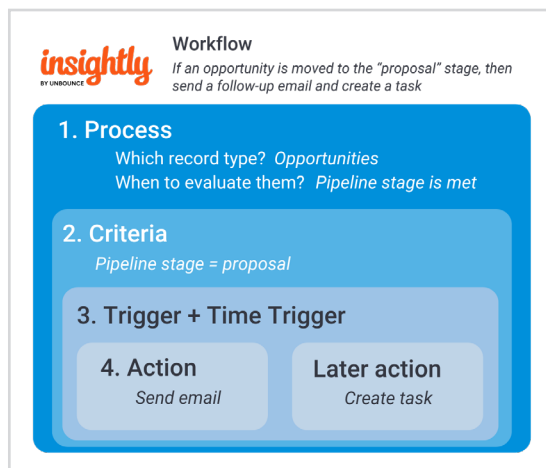 insightly
BY UNBOUNCE
Workflow
If an opportunity is moved to the “proposal” stage, then
send a follow-up email and create a task
1. Process
Which record type? Opportunities
When to evaluate them? Pipeline stage is met
2. Criteria
Pipeline stage = proposal
3. Trigger + Time Trigger
4. Action
Send email
Later action
Create task